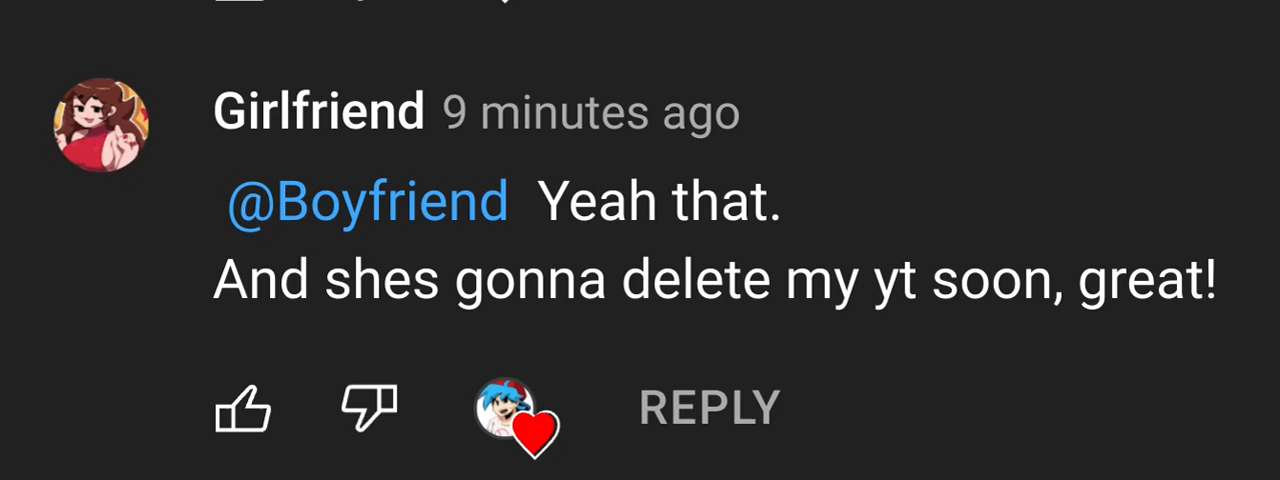 Girlfriend 9 minutes ago
@Boyfriend Yeah that.
And shes gonna delete my yt soon, great!
REPLY